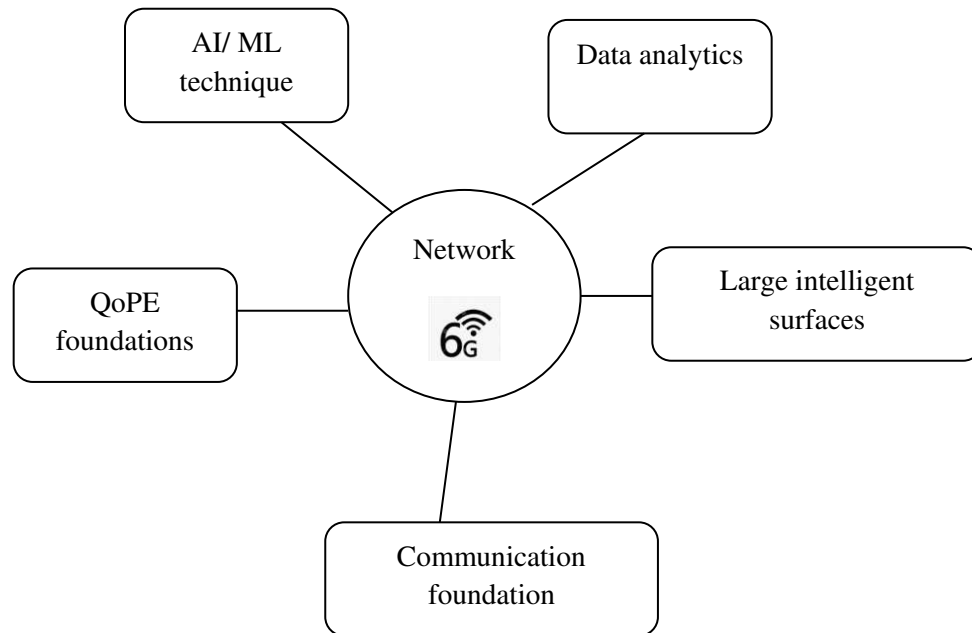 AI/ ML
technique
Data analytics
Network
6G
QoPE
foundations
Large intelligent
surfaces
Communication
foundation